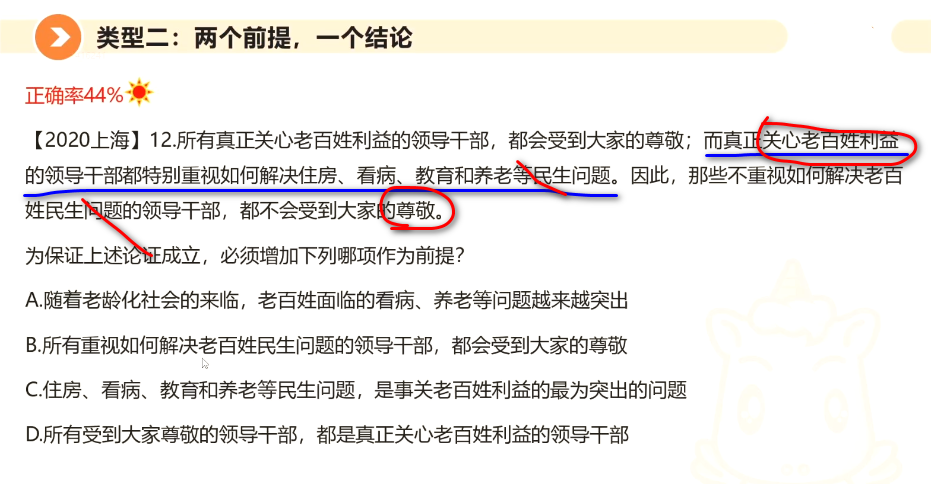 类型二：两个前提，一个结论
正确率44%
【2020上海】12.所有真正关心老百姓利益的领导干部，都会受到大家的尊敬；而真正关心老百姓利益
的领导干部都特别重视如何解决住房、看病、教育和养老等民生问题。因此，那些不重视如何解决老百
姓民生问题的领导干部，都不会受到大家的尊敬。
为保证上述论证成立，必须增加下列哪项作为前提？
A.随着老龄化社会的来临，老百姓面临的看病、养老等问题越来越突出
B.所有重视如何解决老百姓民生问题的领导干部，都会受到大家的尊敬
C.住房、看病、教育和养老等民生问题，是事关老百姓利益的最为突出的问题
D.所有受到大家尊敬的领导干部，都是真正关心老百姓利益的领导干部